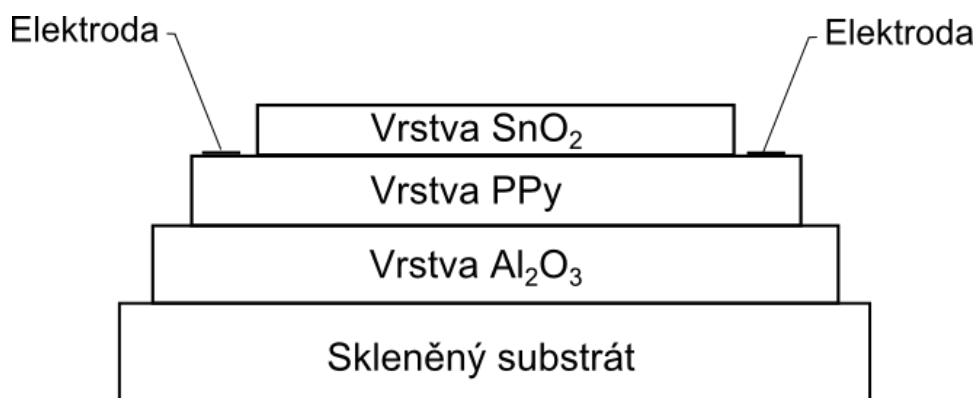 Elektroda
Elektroda
Vrstva SnO₂
Vrstva PPy
Vrstva Al₂O₃
Skleněný substrát